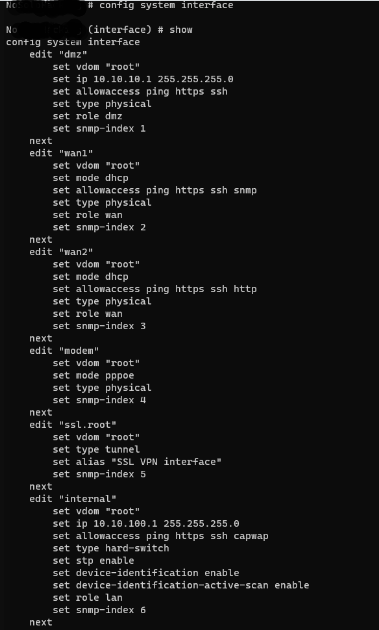 No # config system interface
No (interface) # show
config system interface
    edit "dmz"
        set vdom "root"
        set ip 10.10.10.1 255.255.255.0
        set allowaccess ping https ssh
        set type physical
        set role dmz
        set snmp-index 1
    next
    edit "wan1"
        set vdom "root"
        set mode dhcp
        set allowaccess ping https ssh snmp
        set type physical
        set role wan
        set snmp-index 2
    next
    edit "wan2"
        set vdom "root"
        set mode dhcp
        set allowaccess ping https ssh http
        set type physical
        set role wan
        set snmp-index 3
    next
    edit "modem"
        set vdom "root"
        set mode pppoe
        set type physical
        set snmp-index 4
    next
    edit "ssl.root"
        set vdom "root"
        set type tunnel
        set alias "SSL VPN interface"
        set snmp-index 5
    next
    edit "internal"
        set vdom "root"
        set ip 10.10.100.1 255.255.255.0
        set allowaccess ping https ssh capwap
        set type hard-switch
        set stp enable
        set device-identification enable
        set device-identification-active-scan enable
        set role lan
        set snmp-index 6
    next